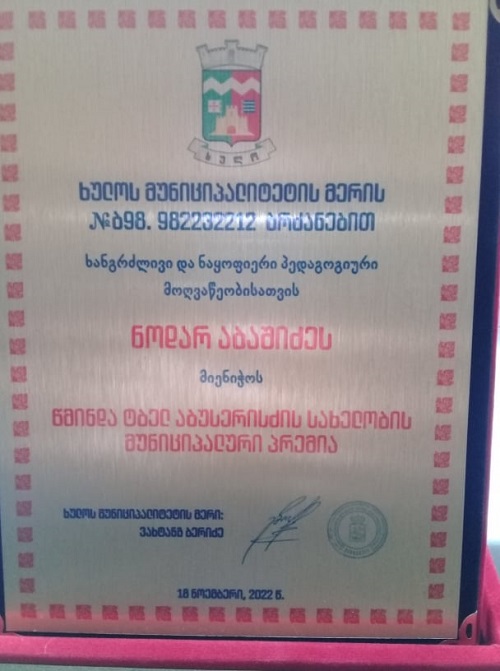 ხულო
ხულოს მუნიციპალიტეტის მერის
№ბ98. 982232212 ბრძანებით
ხანგრძლივი და ნაყოფიერი პედაგოგიური
მოღვაწეობისათვის
ნოდარ აბაშიძეს
მიენიჭოს
წმინდა ტბელ აბუსერისძის სახელობის
მუნიციპალური პრემია
ხულოს მუნიციპალიტეტის მერი:
ვახტანგ ბერიძე
18 ნოემბერი, 2022 წ.